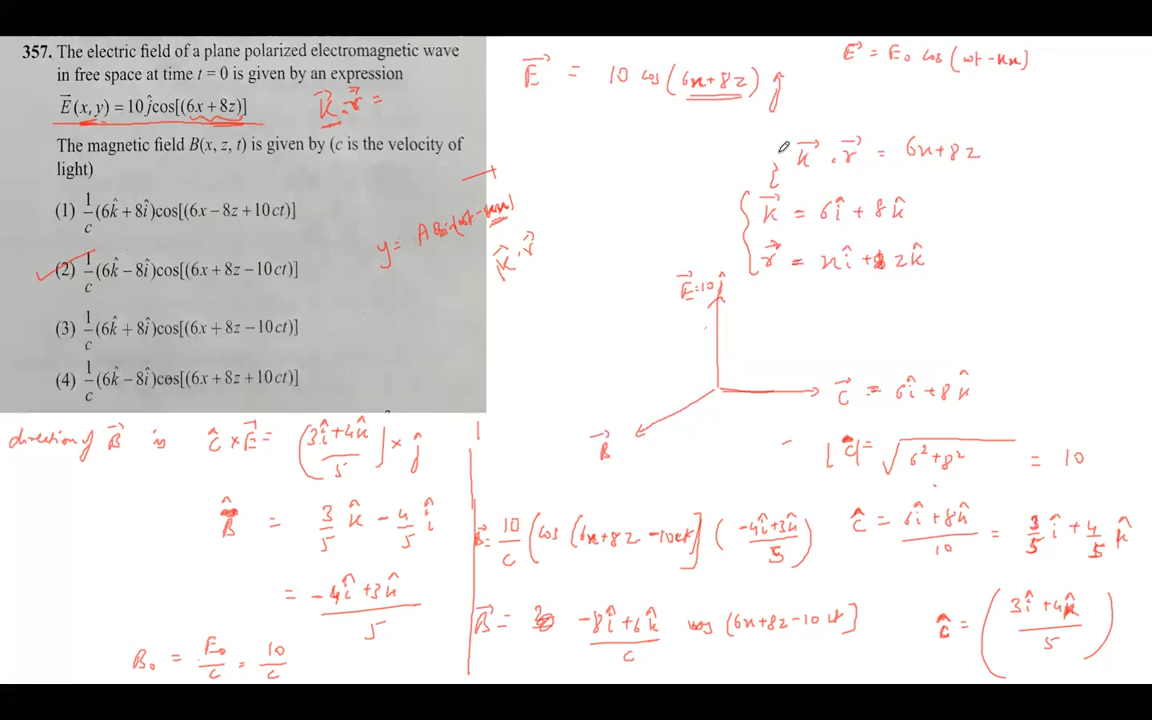 357. The electric field of a plane polarized electromagnetic wave
in free space at time t = 0 is given by an expression
E⃗(x, y) = 10ĵcos[(6x + 8z)]
The magnetic field B(x, z, t) is given by (c is the velocity of
light)
(1) 1/c (6k̂ + 8î)cos[(6x − 8z + 10ct)]
(2) 1/c (6k̂ − 8î)cos[(6x + 8z − 10ct)]
(3) 1/c (6k̂ + 8î)cos[(6x + 8z − 10ct)]
(4) 1/c (6k̂ − 8î)cos[(6x + 8z + 10ct)]
k⃗.r⃗ =
y = A sin(ωt − kx)
k⃗.r⃗
E⃗ = 10 cos(6x+8z) ĵ
E⃗ = E₀ cos(ωt − kx)
k⃗ . r⃗ = 6x+8z
k⃗ = 6î + 8k̂
r⃗ = xî + zk̂
E⃗=10ĵ
C⃗ = 6î + 8k̂
B⃗
|C⃗| = √(6² + 8²) = 10
Ĉ = (6î + 8k̂)/10 = 3/5 î + 4/5 k̂
Ĉ = ((3î + 4k̂)/5)
direction of B⃗ is Ĉ × E⃗ = ((3î + 4k̂)/5) × ĵ
B̂ = 3/5 k̂ − 4/5 î
= (−4î + 3k̂)/5
B₀ = E₀/c = 10/c
B⃗ = 10/c (cos(6x+8z −10ct] ((−4î+3k̂)/5)
B⃗ = (−8î + 6k̂)/c cos(6x+8z−10ct]